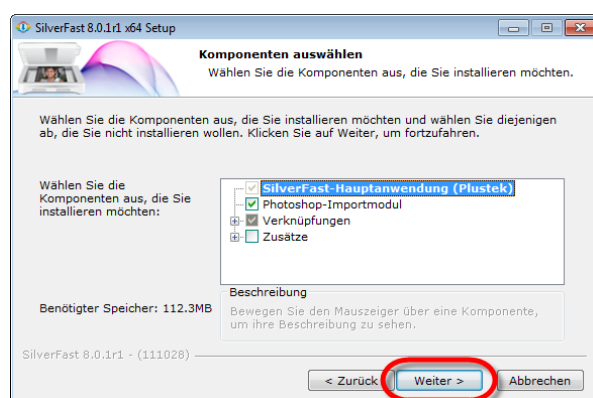 SilverFast 8.0.1r1 x64 Setup
Komponenten auswählen
Wählen Sie die Komponenten aus, die Sie installieren möchten.
Wählen Sie die Komponenten aus, die Sie installieren möchten und wählen Sie diejenigen
ab, die Sie nicht installieren wollen. Klicken Sie auf Weiter, um fortzufahren.
Wählen Sie die
Komponenten aus, die Sie
installieren möchten:
SilverFast-Hauptanwendung (Plustek)
Photoshop-Importmodul
Verknüpfungen
Zusätze
Benötigter Speicher: 112.3MB
Beschreibung
Bewegen Sie den Mauszeiger über eine Komponente,
um ihre Beschreibung zu sehen.
SilverFast 8.0.1r1 - (111028)
< Zurück
Weiter >
Abbrechen